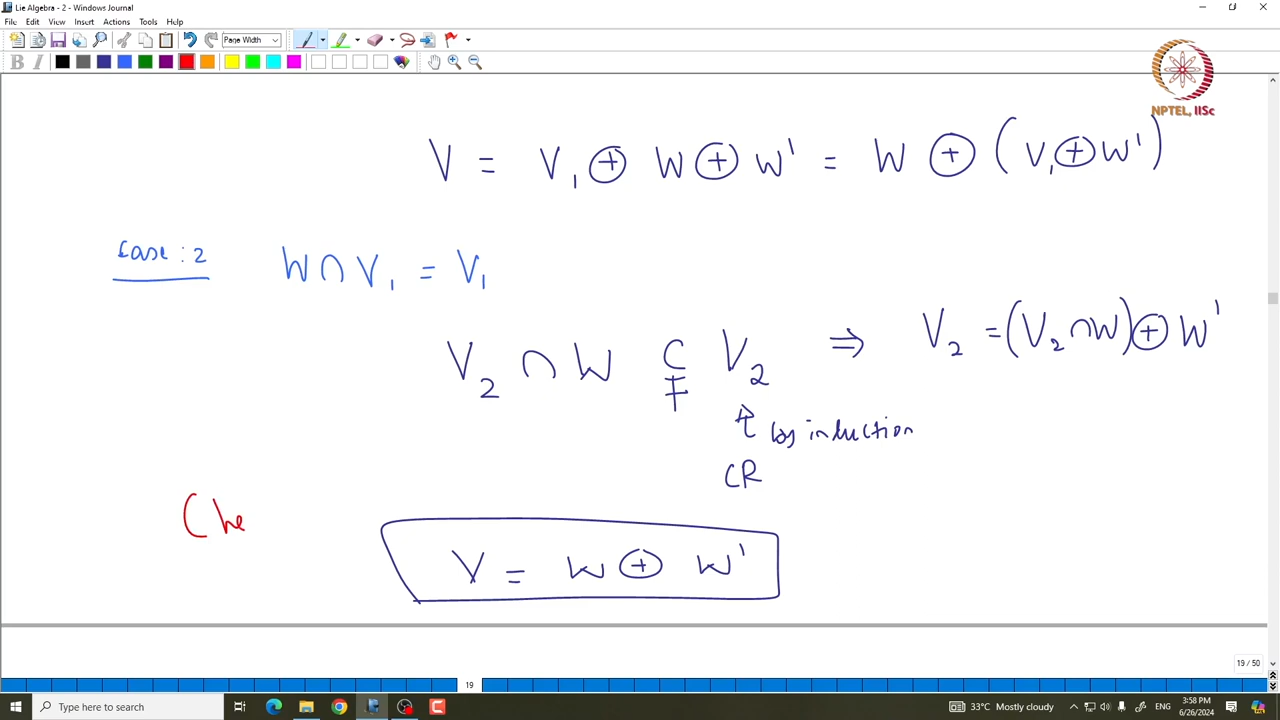 Lie Algebra - 2 - Windows Journal
File Edit View Insert Actions Tools Help
Page Width
B I
NPTEL, IISc
V = V₁ ⊕ W ⊕ W' = W ⊕ (V₁ ⊕ W')
Case : 2 W ∩ V₁ = V₁
V₂ ∩ W ⊊ V₂ ⇒ V₂ = (V₂ ∩ W) ⊕ W'
↑ by induction
CR
(he
V = W ⊕ W'
19 / 50
19
Type here to search
33°C Mostly cloudy
3:58 PM
6/26/2024